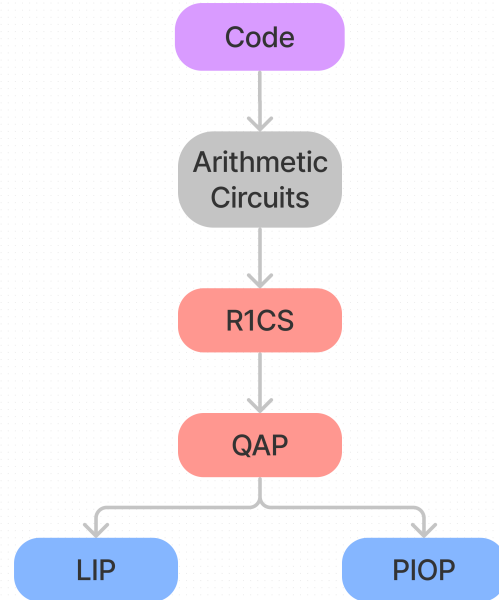 Code
Arithmetic
Circuits
R1CS
QAP
LIP
PIOP